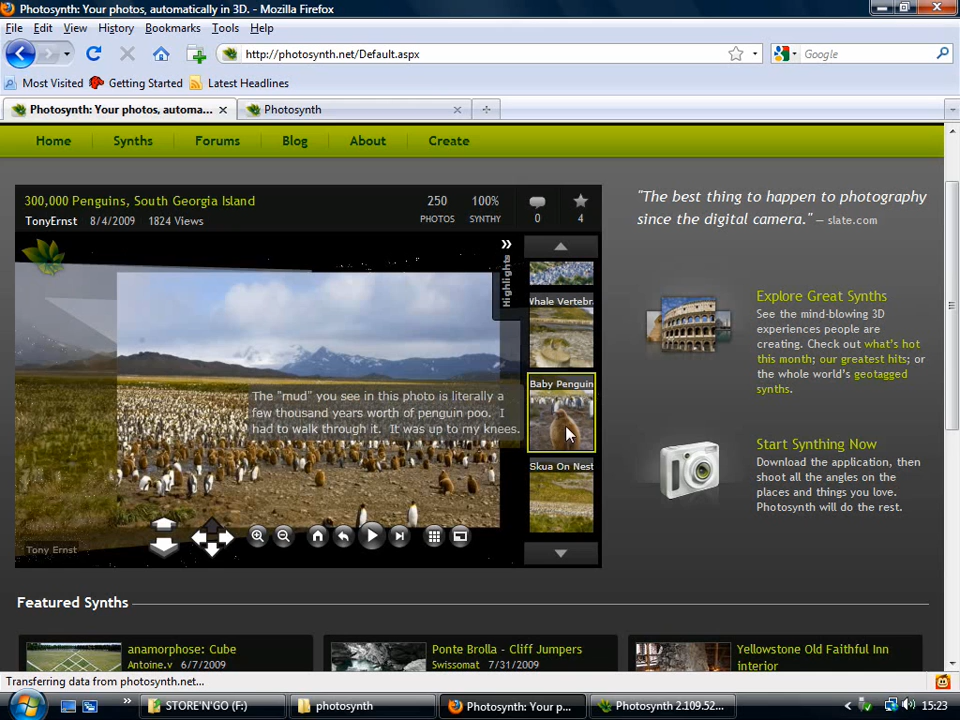 Photosynth: Your photos, automatically in 3D. - Mozilla Firefox
File Edit View History Bookmarks Tools Help
http://photosynth.net/Default.aspx
Google
Most Visited Getting Started Latest Headlines
Photosynth: Your photos, automa...
Photosynth
Home Synths Forums Blog About Create
300,000 Penguins, South Georgia Island
TonyErnst 8/4/2009 1824 Views
250 PHOTOS
100% SYNTHY
0
4
Highlights
Whale Vertebr
Baby Penguin
Skua On Nest
The "mud" you see in this photo is literally a
few thousand years worth of penguin poo. I
had to walk through it. It was up to my knees.
Tony Ernst
"The best thing to happen to photography
since the digital camera." – slate.com
Explore Great Synths
See the mind-blowing 3D
experiences people are
creating. Check out what's hot
this month; our greatest hits; or
the whole world's geotagged
synths.
Start Synthing Now
Download the application, then
shoot all the angles on the
places and things you love.
Photosynth will do the rest.
Featured Synths
anamorphose: Cube
Antoine.v 6/7/2009
Ponte Brolla - Cliff Jumpers
Swissomat 7/31/2009
Yellowstone Old Faithful Inn
interior
Transferring data from photosynth.net...
STORE'N'GO (F:)
photosynth
Photosynth: Your p...
Photosynth 2.109.52...
15:23